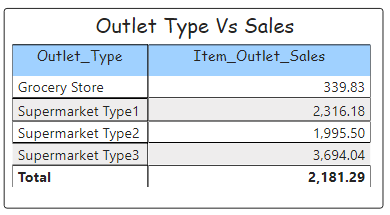 Outlet Type Vs Sales
Outlet_Type Item_Outlet_Sales
Grocery Store 339.83
Supermarket Type1 2,316.18
Supermarket Type2 1,995.50
Supermarket Type3 3,694.04
Total 2,181.29